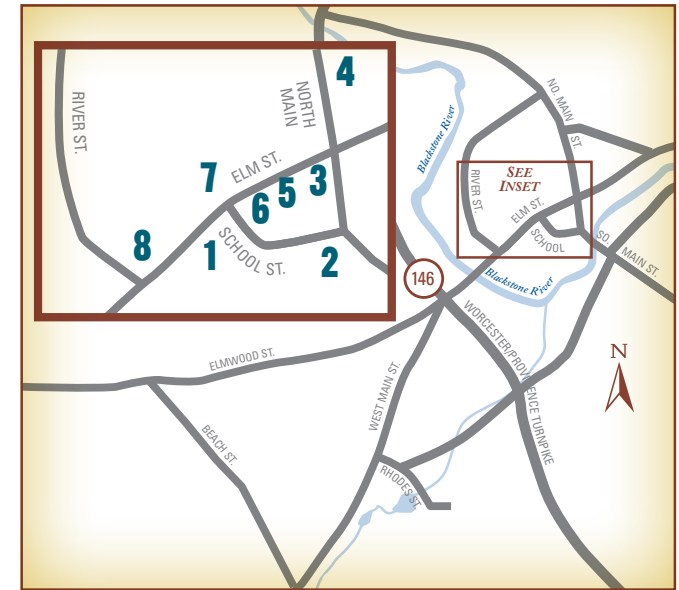 RIVER ST.
NORTH
MAIN
4
ELM ST.
7
3
5
6
8
1
SCHOOL ST.
2
Blackstone River
NO. MAIN ST.
SEE
INSET
RIVER ST.
ELM ST.
SCHOOL
SO. MAIN ST.
Blackstone River
146
WORCESTER/PROVIDENCE TURNPIKE
N
ELMWOOD ST.
WEST MAIN ST.
BEACH ST.
RHODES ST.